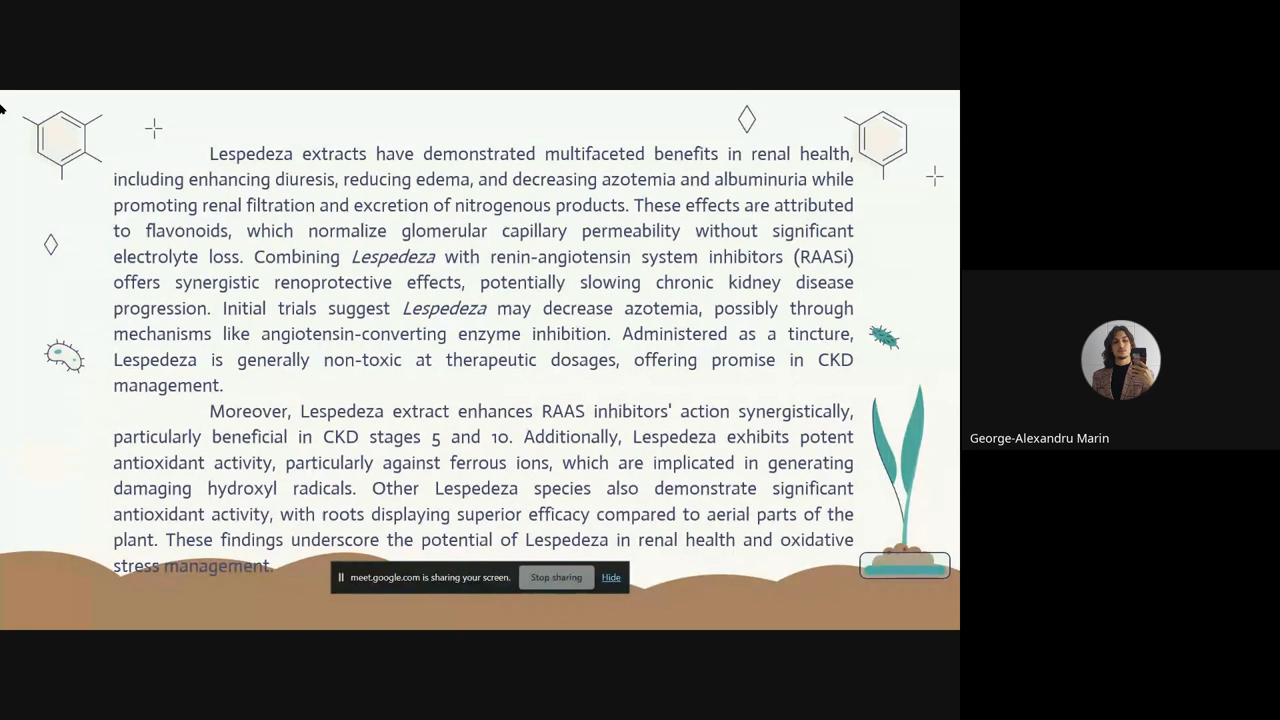 Lespedeza extracts have demonstrated multifaceted benefits in renal health,
including enhancing diuresis, reducing edema, and decreasing azotemia and albuminuria while
promoting renal filtration and excretion of nitrogenous products. These effects are attributed
to flavonoids, which normalize glomerular capillary permeability without significant
electrolyte loss. Combining Lespedeza with renin-angiotensin system inhibitors (RAASi)
offers synergistic renoprotective effects, potentially slowing chronic kidney disease
progression. Initial trials suggest Lespedeza may decrease azotemia, possibly through
mechanisms like angiotensin-converting enzyme inhibition. Administered as a tincture,
Lespedeza is generally non-toxic at therapeutic dosages, offering promise in CKD
management.
Moreover, Lespedeza extract enhances RAAS inhibitors' action synergistically,
particularly beneficial in CKD stages 5 and 10. Additionally, Lespedeza exhibits potent
antioxidant activity, particularly against ferrous ions, which are implicated in generating
damaging hydroxyl radicals. Other Lespedeza species also demonstrate significant
antioxidant activity, with roots displaying superior efficacy compared to aerial parts of the
plant. These findings underscore the potential of Lespedeza in renal health and oxidative
stress management.
meet.google.com is sharing your screen. Stop sharing Hide
George-Alexandru Marin